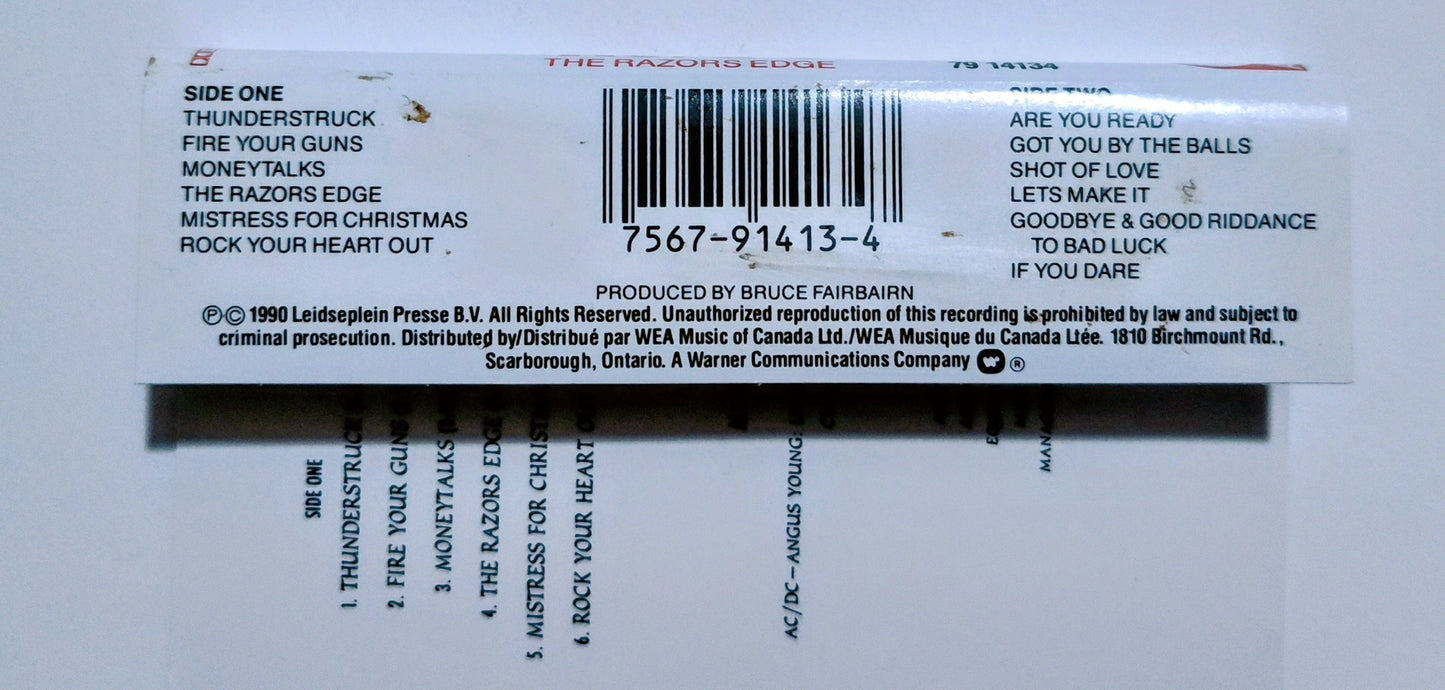 THE RAZORS EDGE
79 14134
SIDE ONE
THUNDERSTRUCK
FIRE YOUR GUNS
MONEYTALKS
THE RAZORS EDGE
MISTRESS FOR CHRISTMAS
ROCK YOUR HEART OUT
7567-91413-4
SIDE TWO
ARE YOU READY
GOT YOU BY THE BALLS
SHOT OF LOVE
LETS MAKE IT
GOODBYE & GOOD RIDDANCE
TO BAD LUCK
IF YOU DARE
PRODUCED BY BRUCE FAIRBAIRN
Ⓟ© 1990 Leidseplein Presse B.V. All Rights Reserved. Unauthorized reproduction of this recording is prohibited by law and subject to
criminal prosecution. Distributed by/Distribué par WEA Music of Canada Ltd./WEA Musique du Canada Ltée. 1810 Birchmount Rd.,
Scarborough, Ontario. A Warner Communications Company ®
SIDE ONE
1. THUNDERSTRUCK
2. FIRE YOUR GUNS
3. MONEYTALKS
4. THE RAZORS EDGE
5. MISTRESS FOR
6. ROCK YOUR HEART
AC/DC–ANGUS YOUNG: